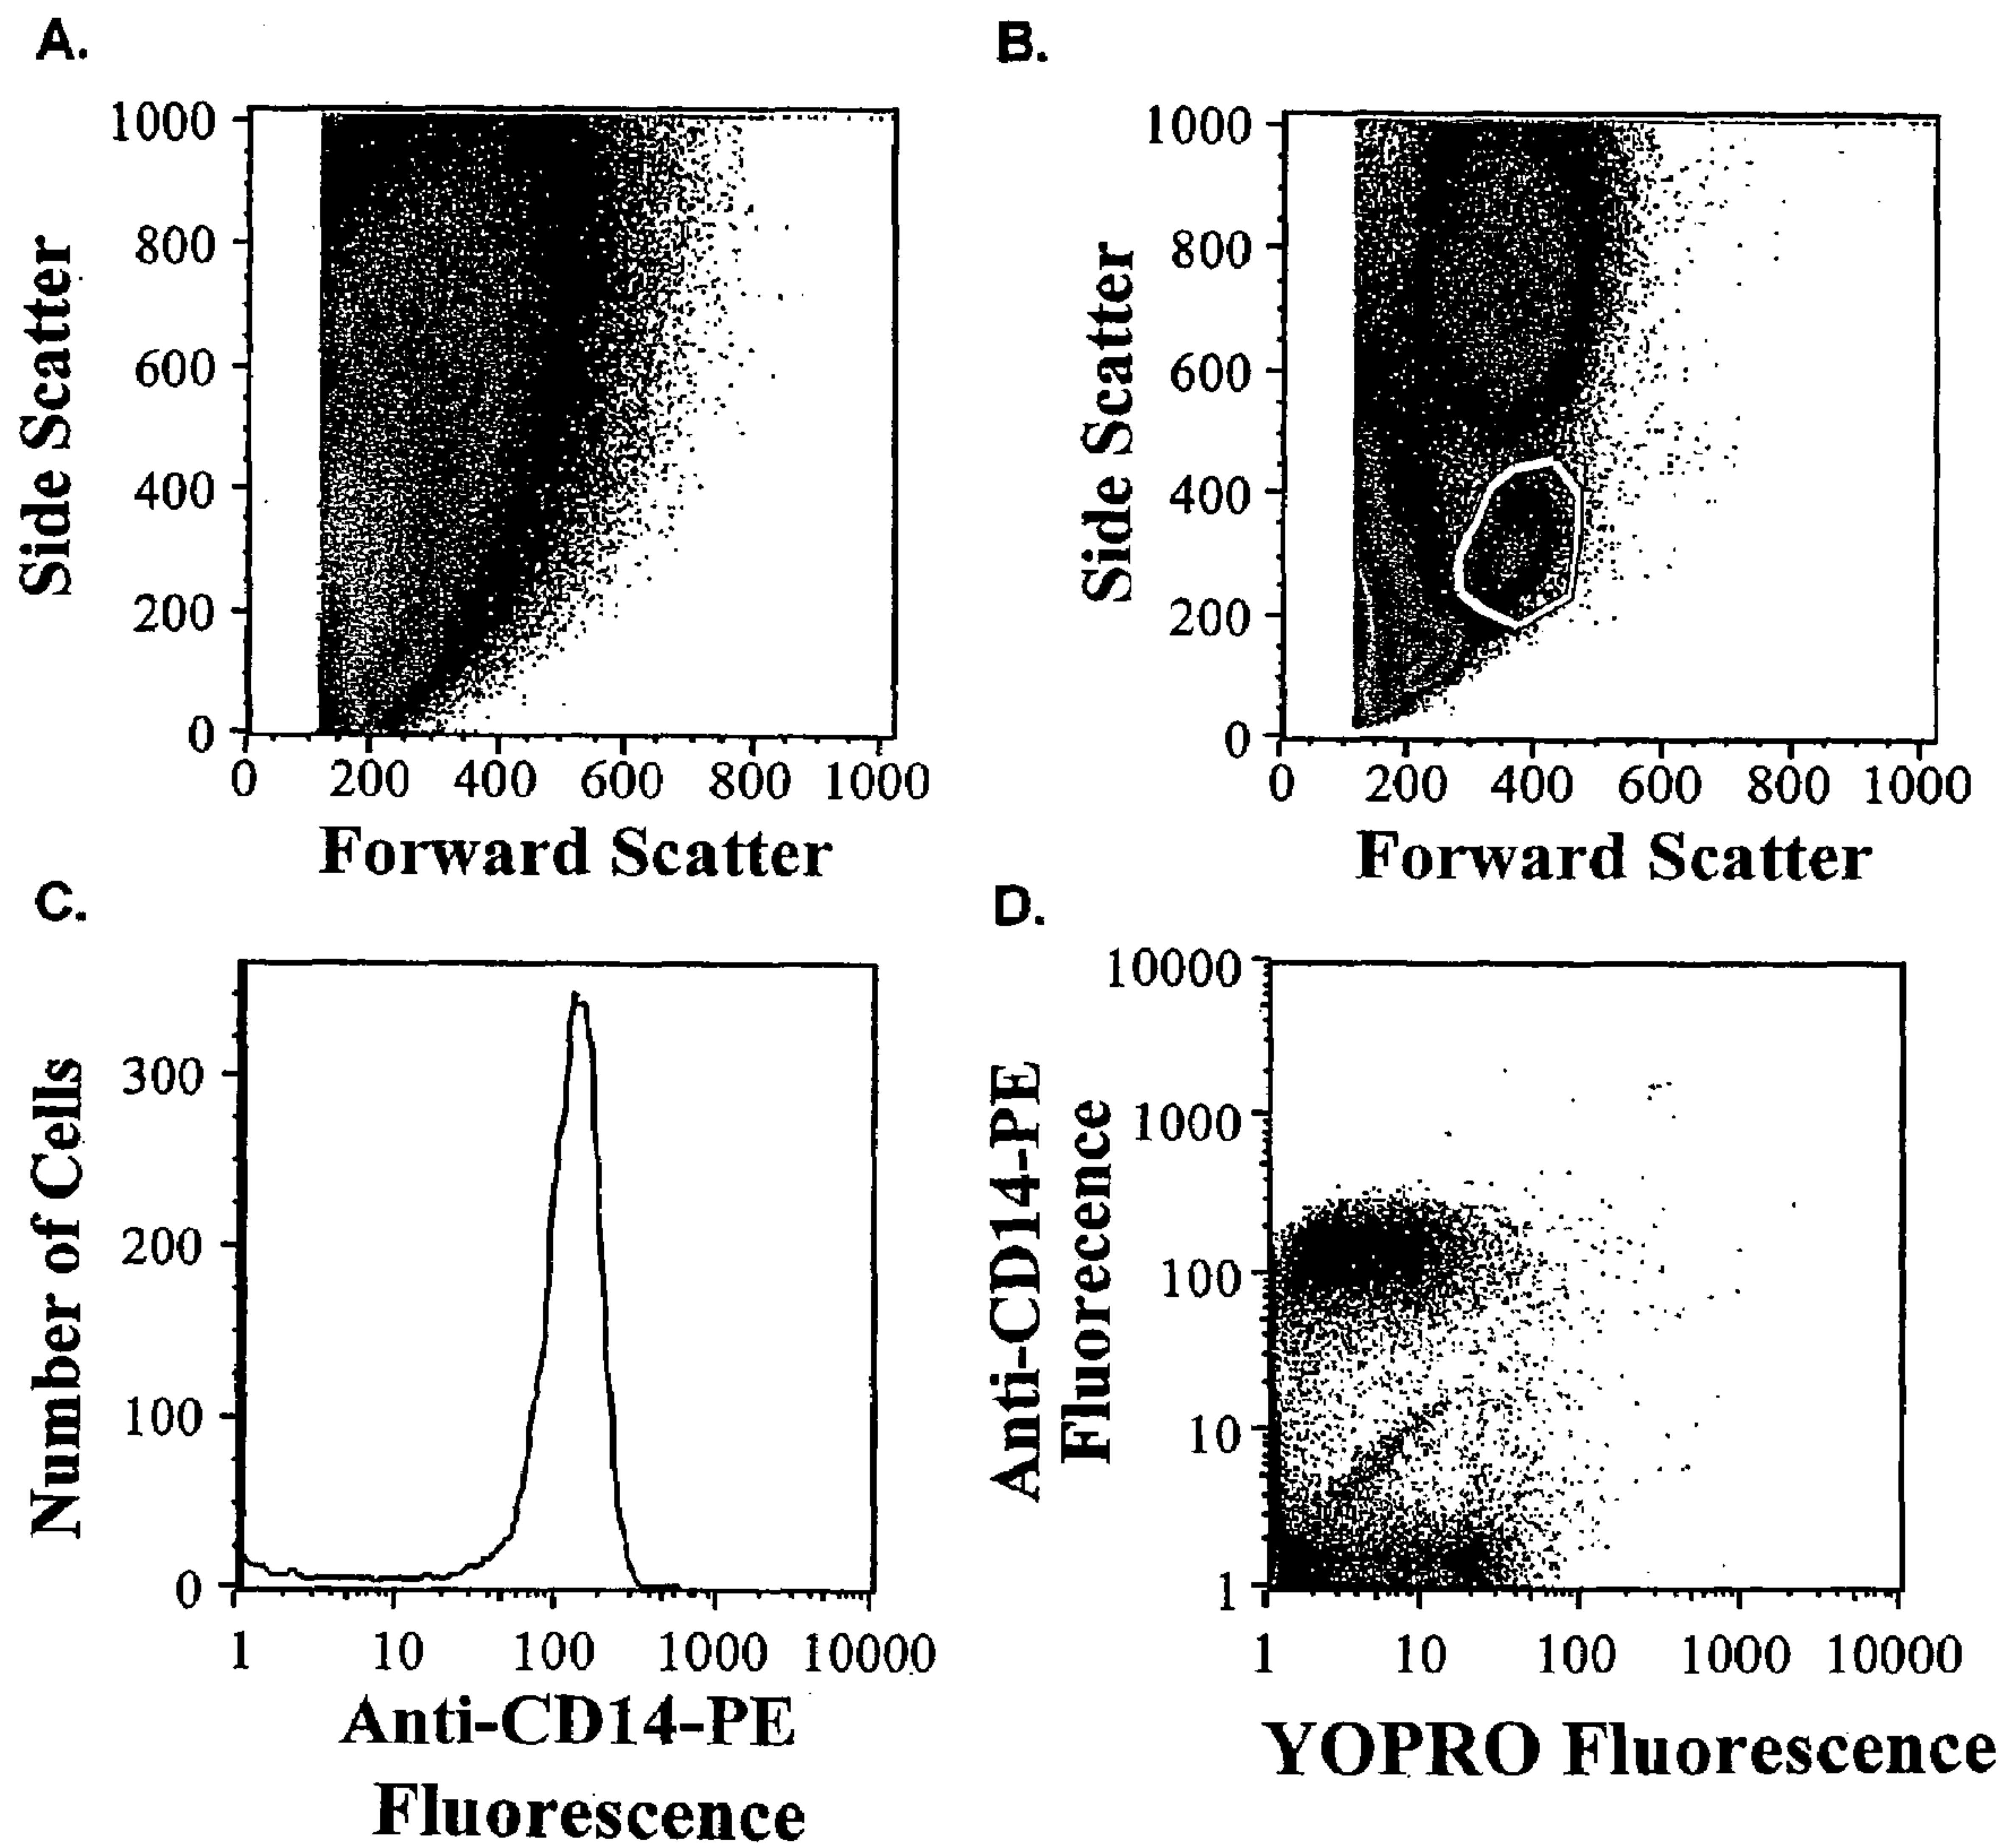 A.
1000
800
600
400
200
0
Side Scatter
0 200 400 600 800 1000
Forward Scatter
B.
1000
800
600
400
200
0
Side Scatter
0 200 400 600 800 1000
Forward Scatter
C.
300
200
100
0
Number of Cells
1 10 100 1000 10000
Anti-CD14-PE
Fluorescence
D.
10000
1000
100
10
1
Anti-CD14-PE
Fluorecence
1 10 100 1000 10000
YOPRO Fluorescence